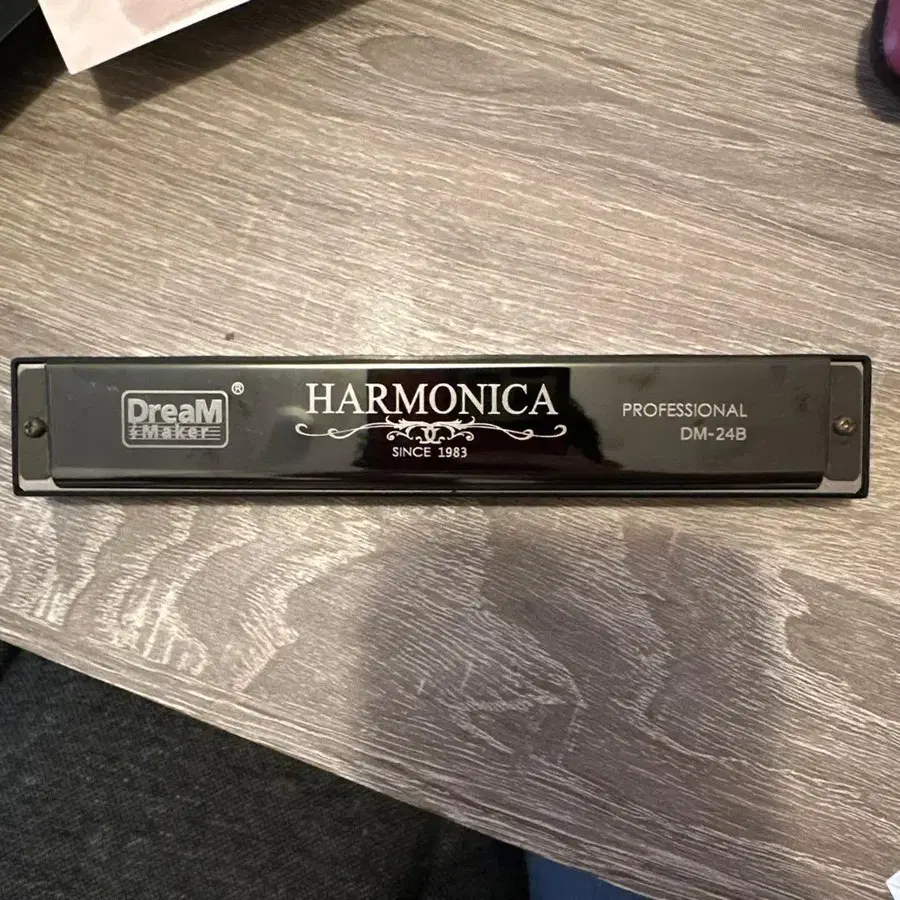 DreaM
Maker
®
HARMONICA
SINCE 1983
PROFESSIONAL
DM-24B